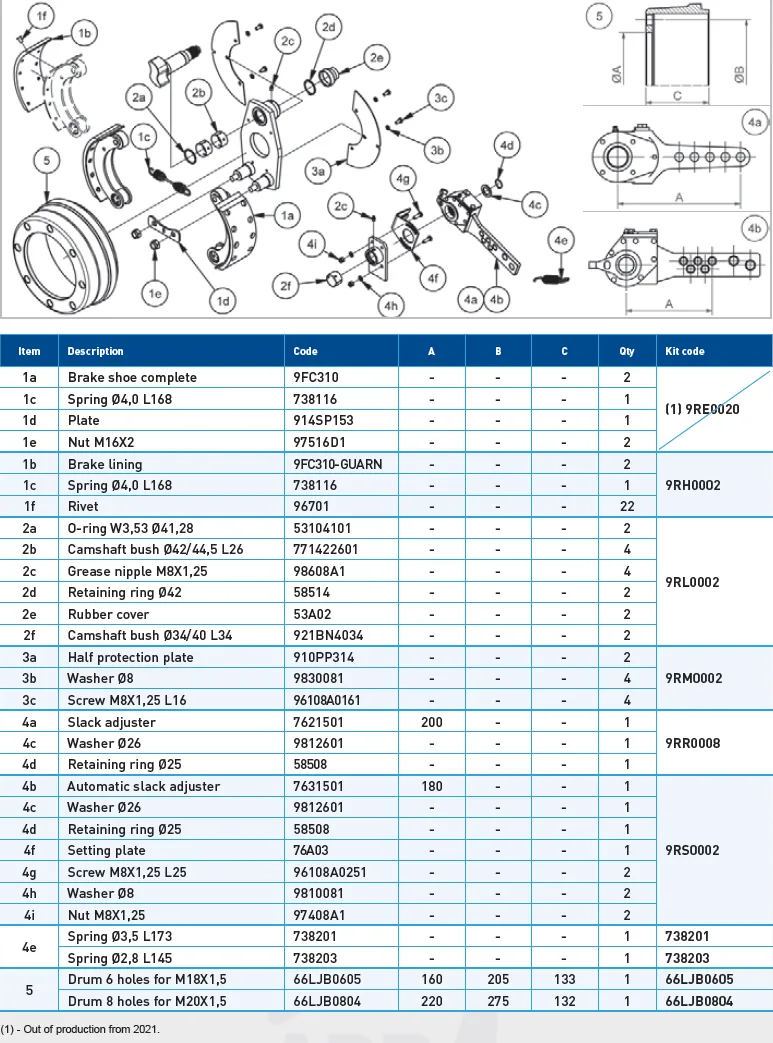 1f
1b
2c
2d
2e
2a
2b
1c
3c
3b
3a
5
4g
4d
4c
2c
1a
4i
4e
2f
4f
1e
1d
4h
4a
4b
5
ØA
ØB
C
4a
A
4b
A
Item Description Code A B C Qty Kit code
1a Brake shoe complete 9FC310 - - - 2
1c Spring Ø4,0 L168 738116 - - - 1
(1) 9RE0020
1d Plate 914SP153 - - - 1
1e Nut M16X2 97516D1 - - - 2
1b Brake lining 9FC310-GUARN - - - 2
1c Spring Ø4,0 L168 738116 - - - 1 9RH0002
1f Rivet 96701 - - - 22
2a O-ring W3,53 Ø41,28 53104101 - - - 2
2b Camshaft bush Ø42/44,5 L26 771422601 - - - 4
2c Grease nipple M8X1,25 98608A1 - - - 4
9RL0002
2d Retaining ring Ø42 58514 - - - 2
2e Rubber cover 53A02 - - - 2
2f Camshaft bush Ø34/40 L34 921BN4034 - - - 2
3a Half protection plate 910PP314 - - - 2
3b Washer Ø8 9830081 - - - 4 9RM0002
3c Screw M8X1,25 L16 96108A0161 - - - 4
4a Slack adjuster 7621501 200 - - 1
4c Washer Ø26 9812601 - - - 1 9RR0008
4d Retaining ring Ø25 58508 - - - 1
4b Automatic slack adjuster 7631501 180 - - 1
4c Washer Ø26 9812601 - - - 1
4d Retaining ring Ø25 58508 - - - 1
4f Setting plate 76A03 - - - 1 9RS0002
4g Screw M8X1,25 L25 96108A0251 - - - 2
4h Washer Ø8 9810081 - - - 2
4i Nut M8X1,25 97408A1 - - - 2
4e
Spring Ø3,5 L173 738201 - - - 1 738201
Spring Ø2,8 L145 738203 - - - 1 738203
5
Drum 6 holes for M18X1,5 66LJB0605 160 205 133 1 66LJB0605
Drum 8 holes for M20X1,5 66LJB0804 220 275 132 1 66LJB0804
(1) - Out of production from 2021.